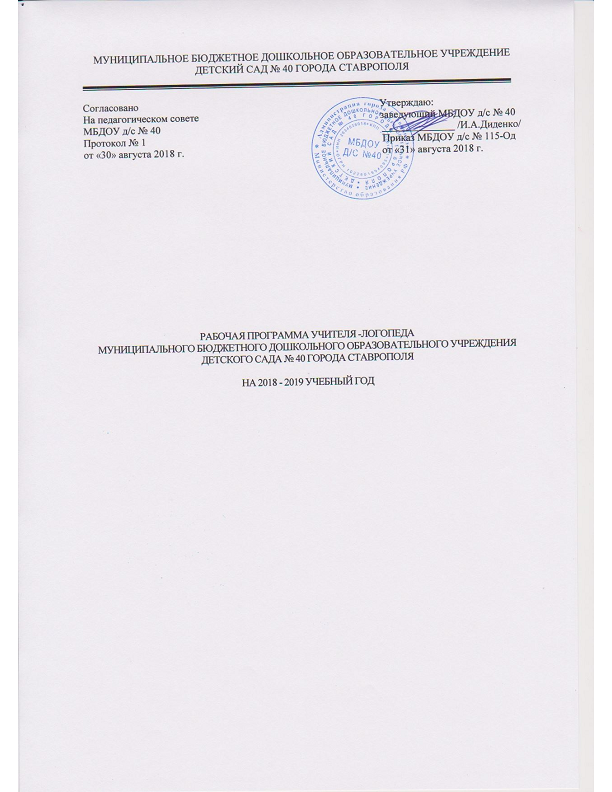 МУНИЦИПАЛЬНОЕ БЮДЖЕТНОЕ ДОШКОЛЬНОЕ ОБРАЗОВАТЕЛЬНОЕ УЧРЕЖДЕНИЕ
ДЕТСКИЙ САД № 40 ГОРОДА СТАВРОПОЛЯ
Согласовано
На педагогическом совете
МБДОУ д/с № 40
Протокол № 1
от «30» августа 2018 г.
Утверждаю:
заведующий МБДОУ д/с № 40
/И.А.Диденко/
Приказ МБДОУ д/с № 115-Од
от «31» августа 2018 г.
МБДОУ
Д/С №40
РАБОЧАЯ ПРОГРАММА УЧИТЕЛЯ -ЛОГОПЕДА
МУНИЦИПАЛЬНОГО БЮДЖЕТНОГО ДОШКОЛЬНОГО ОБРАЗОВАТЕЛЬНОГО УЧРЕЖДЕНИЯ
ДЕТСКОГО САДА № 40 ГОРОДА СТАВРОПОЛЯ
НА 2018 - 2019 УЧЕБНЫЙ ГОД